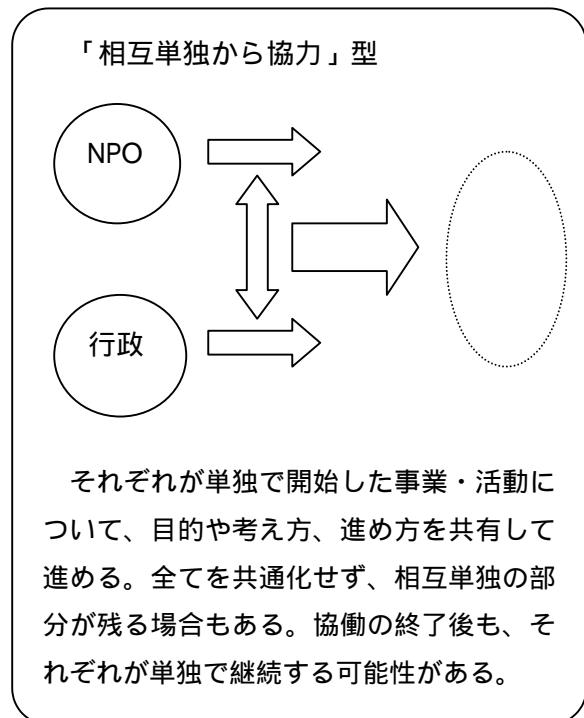 「相互単独から協力」型
NPO
行政
それぞれが単独で開始した事業・活動に
ついて、目的や考え方、進め方を共有して
進める。全てを共通化せず、相互単独の部
分が残る場合もある。協働の終了後も、そ
れぞれが単独で継続する可能性がある。